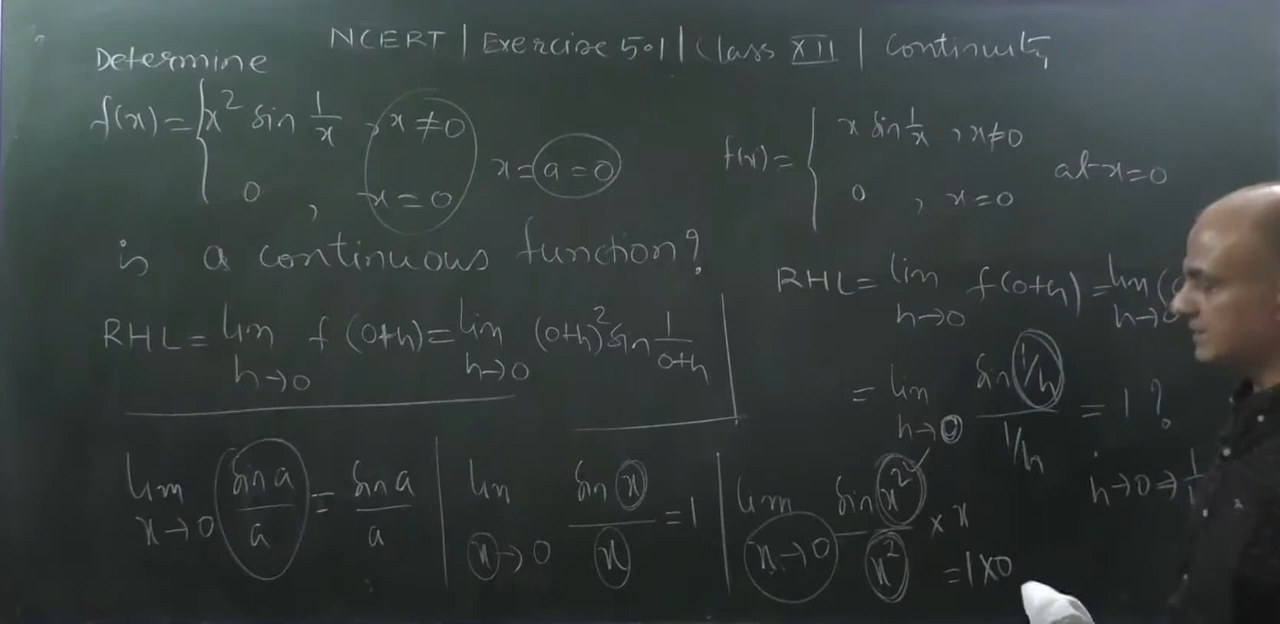 NCERT | Exercise 5.1 | Class XII | Continuity
Determine
f(x) = { x² sin 1/x , x ≠ 0
0 , x = 0
x = a = 0
is a continuous function?
RHL = lim h→0 f(0+h) = lim h→0 (0+h)² sin 1/(0+h)
lim x→0 sin a / a = sin a / a
lim x→0 sin x / x = 1
lim x→0 sin x² / x² × x
= 1×0
f(x) = { x sin 1/x , x ≠ 0
0 , x = 0
at x = 0
RHL = lim h→0 f(0+h) = lim h→0 (
= lim h→0 sin 1/h / 1/h = 1 ?
h→0 ⇒ 1/